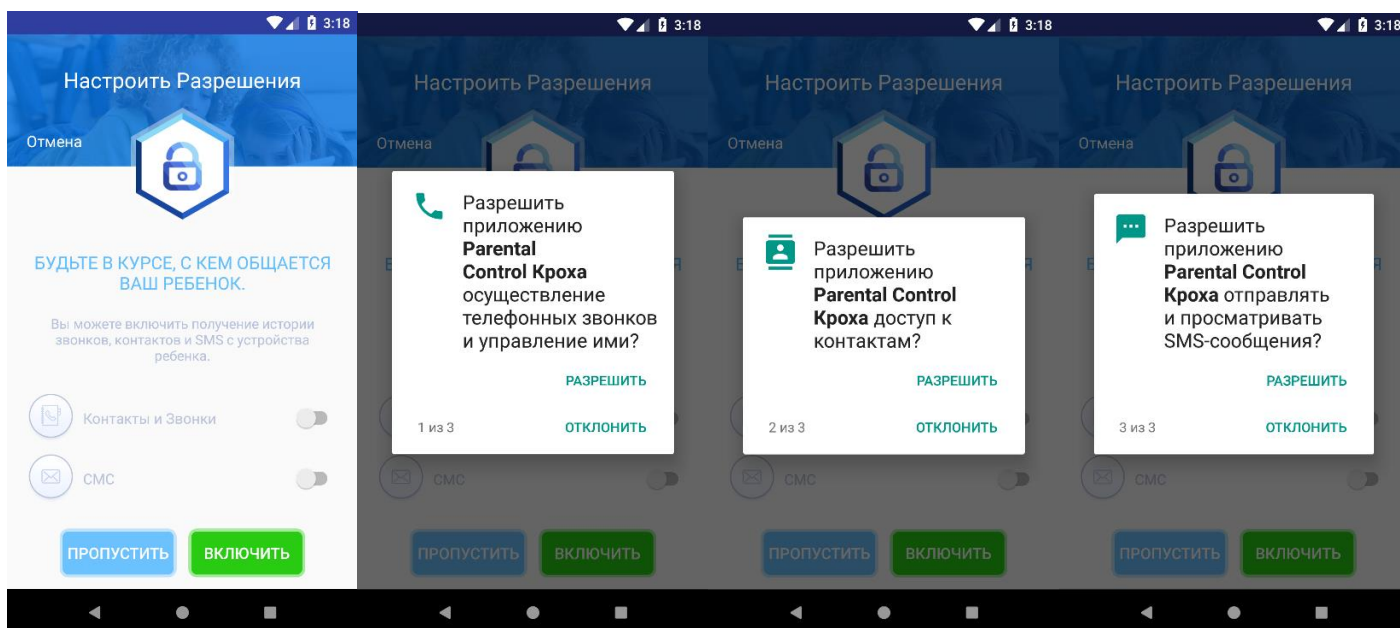 3:18
Настроить Разрешения
Отмена
БУДЬТЕ В КУРСЕ, С КЕМ ОБЩАЕТСЯ
ВАШ РЕБЕНОК.
Вы можете включить получение истории
звонков, контактов и SMS с устройства
ребенка.
Контакты и Звонки
СМС
ПРОПУСТИТЬ
ВКЛЮЧИТЬ
3:18
Настроить Разрешения
Отмена
Разрешить
приложению
Parental
Control Кроха
осуществление
телефонных звонков
и управление ими?
РАЗРЕШИТЬ
1 из 3
ОТКЛОНИТЬ
СМС
ПРОПУСТИТЬ
ВКЛЮЧИТЬ
3:18
Настроить Разрешения
Отмена
Разрешить
приложению
Parental Control
Кроха доступ к
контактам?
РАЗРЕШИТЬ
2 из 3
ОТКЛОНИТЬ
СМС
ПРОПУСТИТЬ
ВКЛЮЧИТЬ
3:18
Настроить Разрешения
Отмена
Разрешить
приложению
Parental Control
Кроха отправлять
и просматривать
SMS-сообщения?
РАЗРЕШИТЬ
3 из 3
ОТКЛОНИТЬ
СМС
ПРОПУСТИТЬ
ВКЛЮЧИТЬ